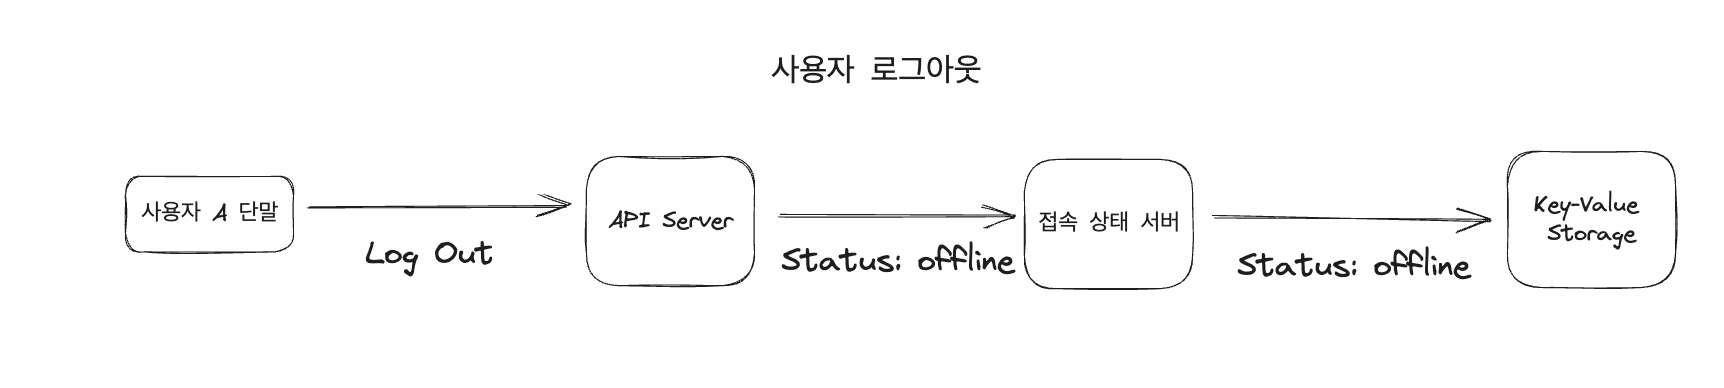 사용자 로그아웃
사용자 A 단말
Log Out
API Server
Status: offline
접속 상태 서버
Status: offline
Key-Value
Storage